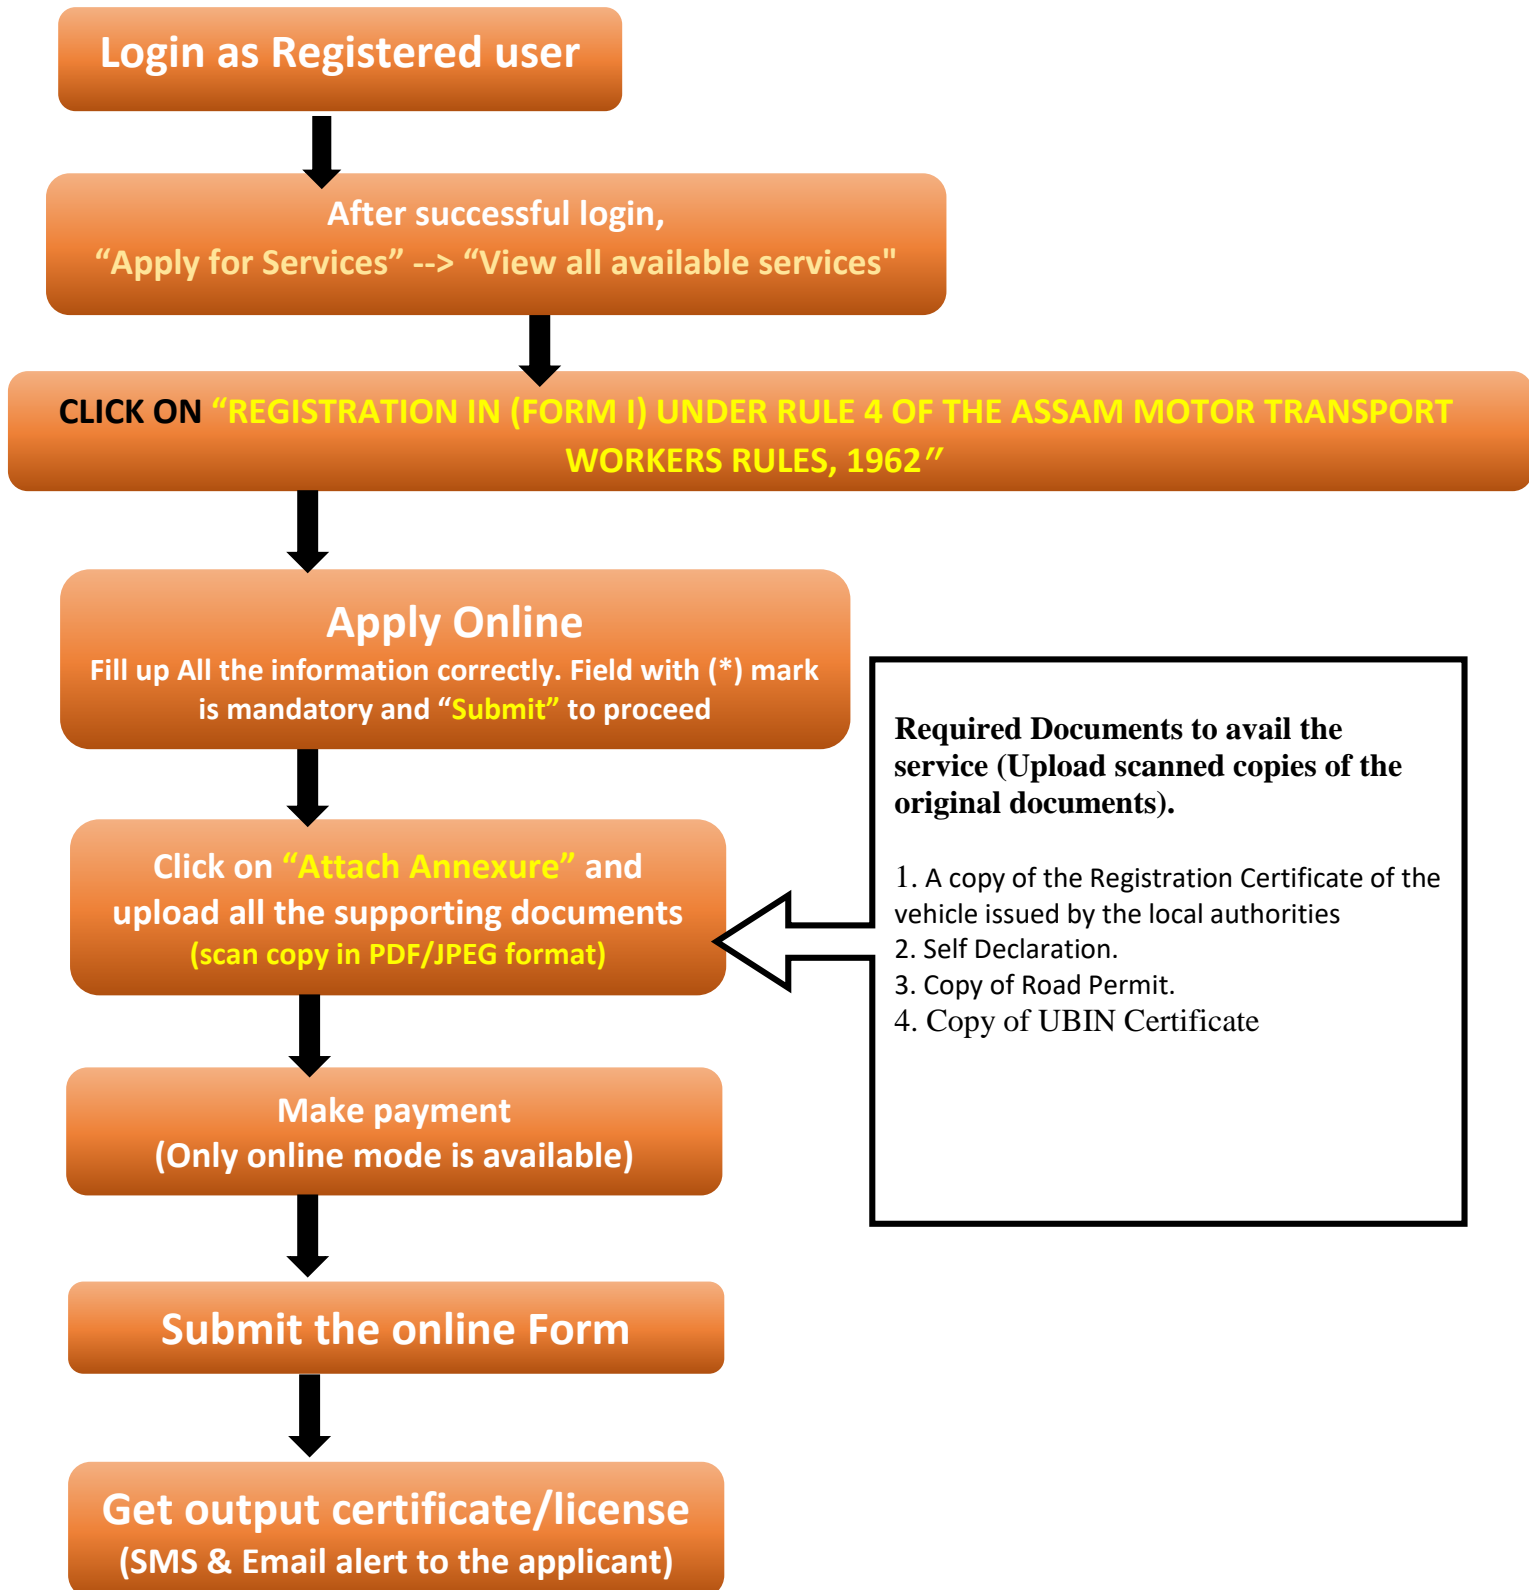 Login as Registered user
After successful login,
“Apply for Services” --> “View all available services"
CLICK ON “REGISTRATION IN (FORM I) UNDER RULE 4 OF THE ASSAM MOTOR TRANSPORT
WORKERS RULES, 1962”
Apply Online
Fill up All the information correctly. Field with (*) mark
is mandatory and “Submit” to proceed
Click on “Attach Annexure” and
upload all the supporting documents
(scan copy in PDF/JPEG format)
Required Documents to avail the
service (Upload scanned copies of the
original documents).
1. A copy of the Registration Certificate of the
vehicle issued by the local authorities
2. Self Declaration.
3. Copy of Road Permit.
4. Copy of UBIN Certificate
Make payment
(Only online mode is available)
Submit the online Form
Get output certificate/license
(SMS & Email alert to the applicant)